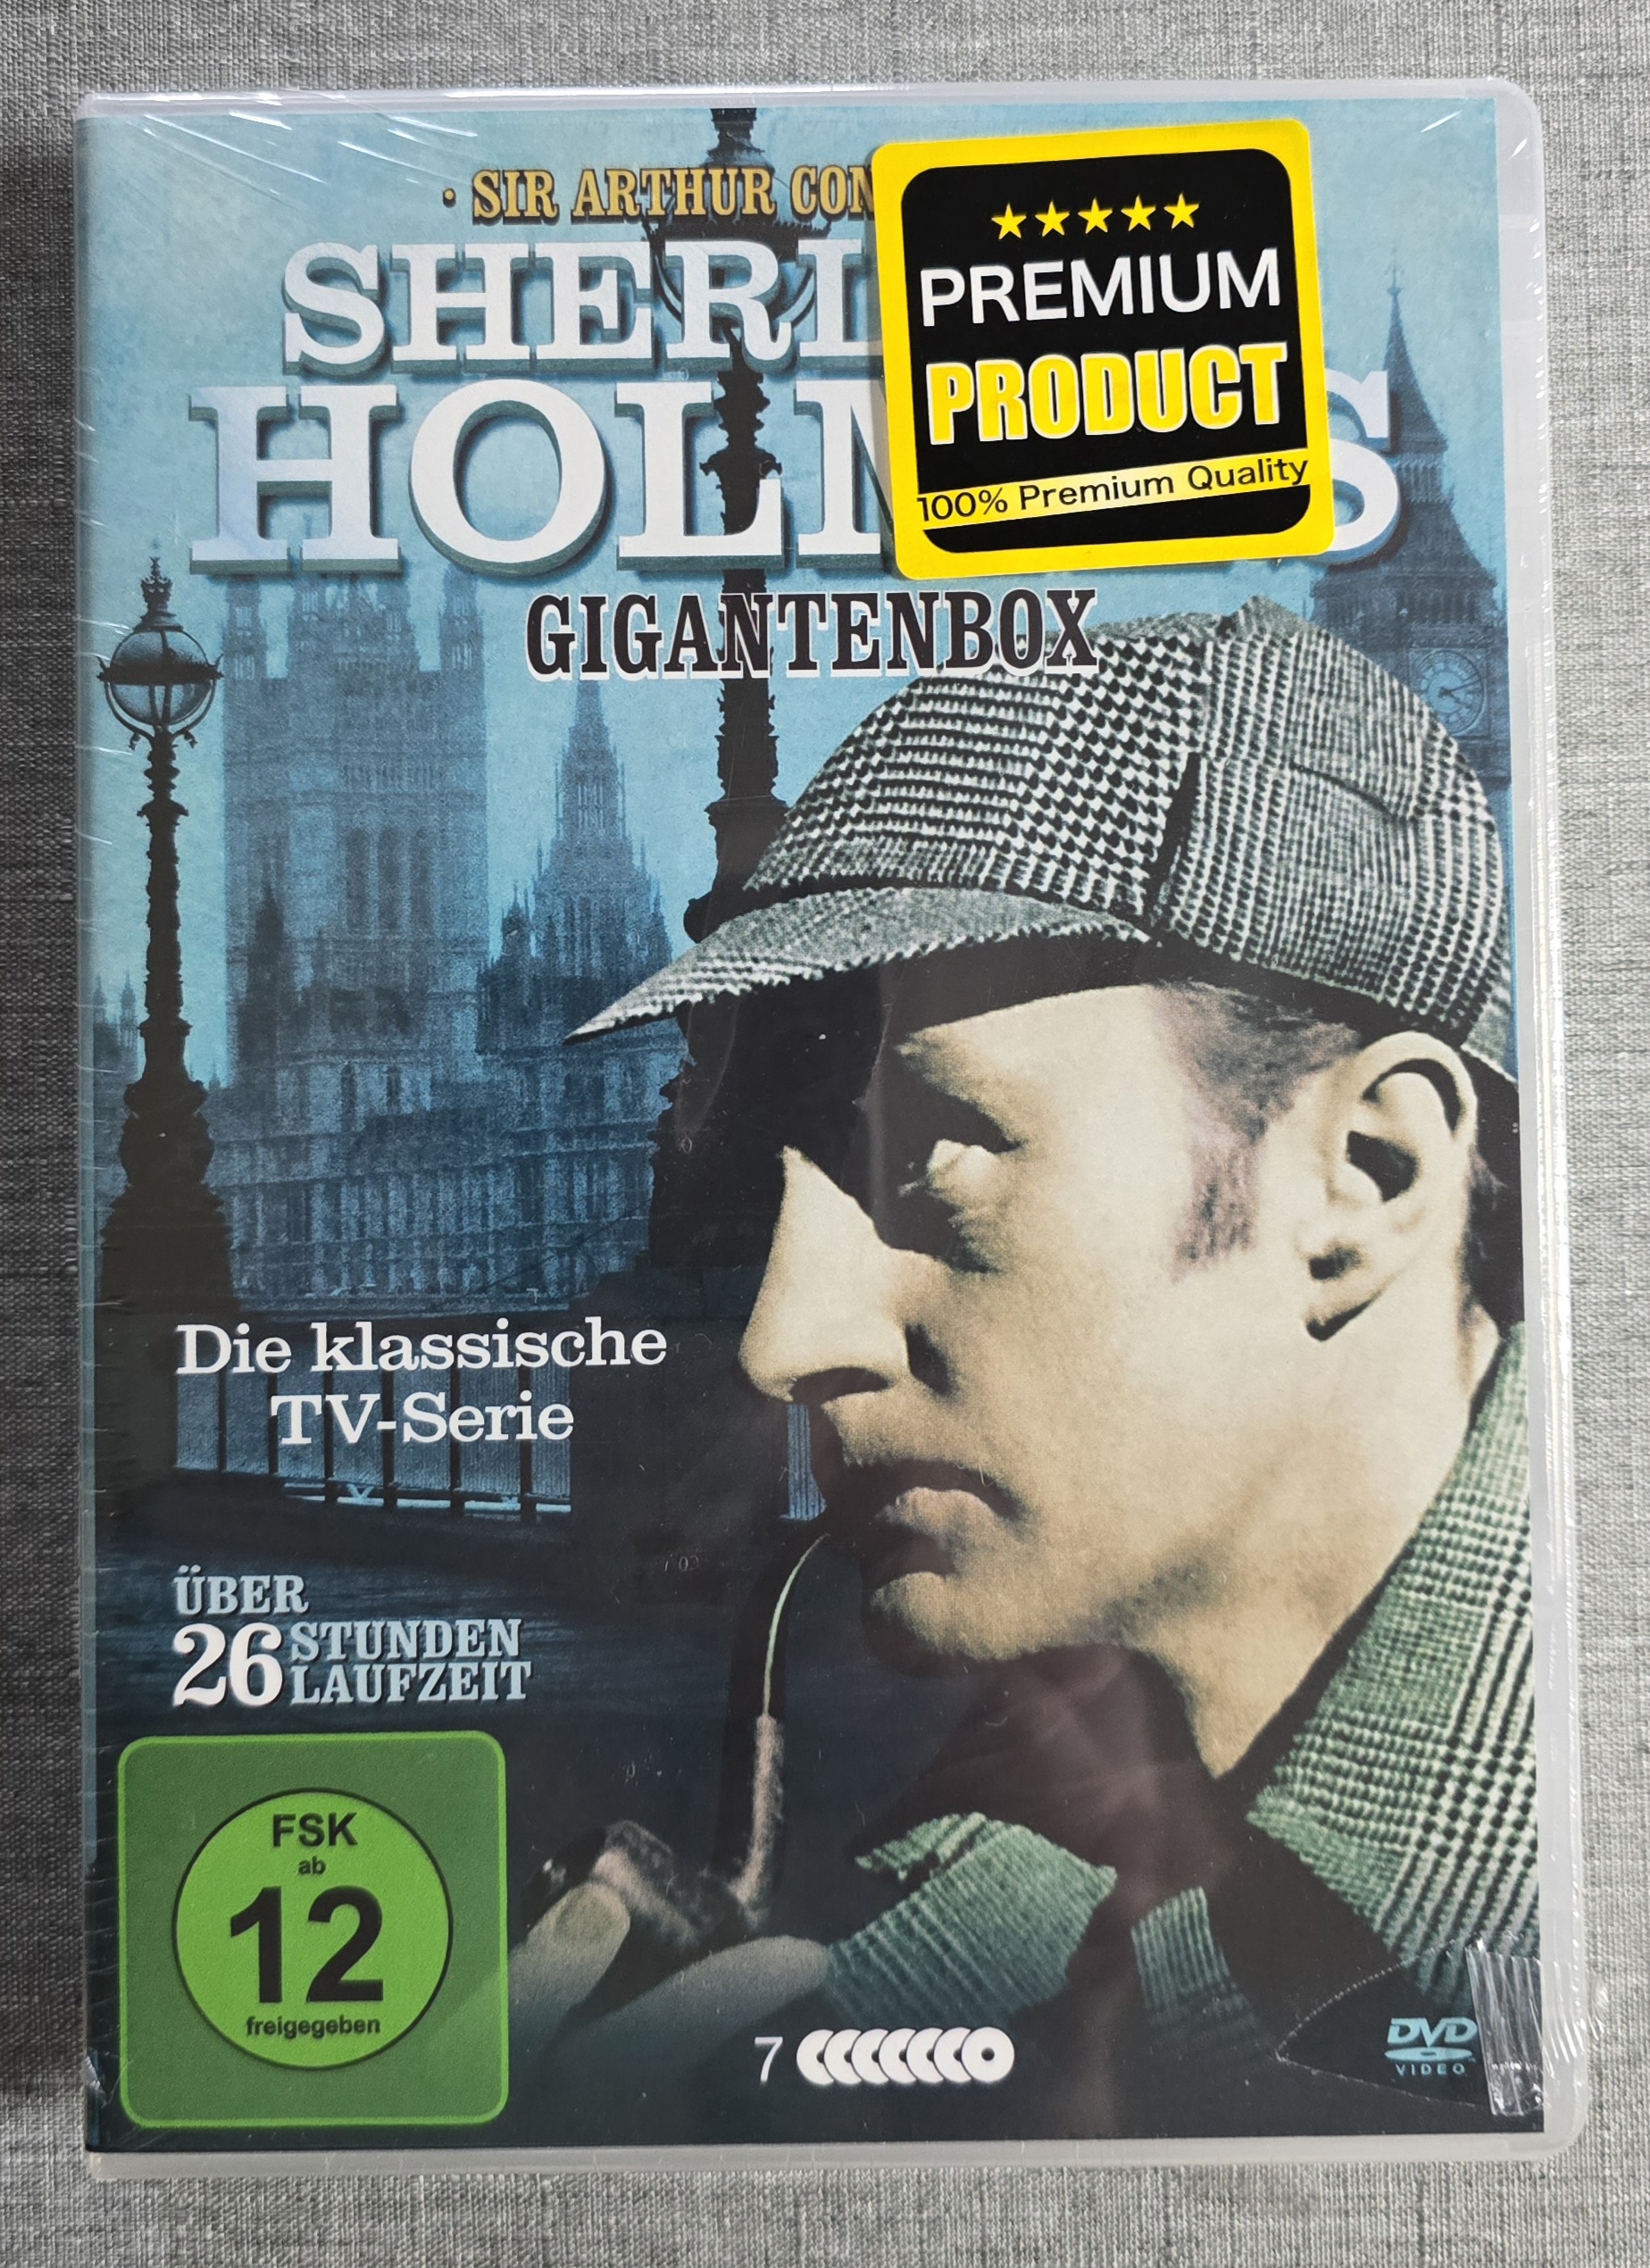 · SIR ARTHUR CON
SHERL
HOLM S
GIGANTENBOX
★★★★★
PREMIUM
PRODUCT
100% Premium Quality
Die klassische
TV-Serie
ÜBER
26 STUNDEN
LAUFZEIT
FSK
ab
12
freigegeben
7
DVD
VIDEO